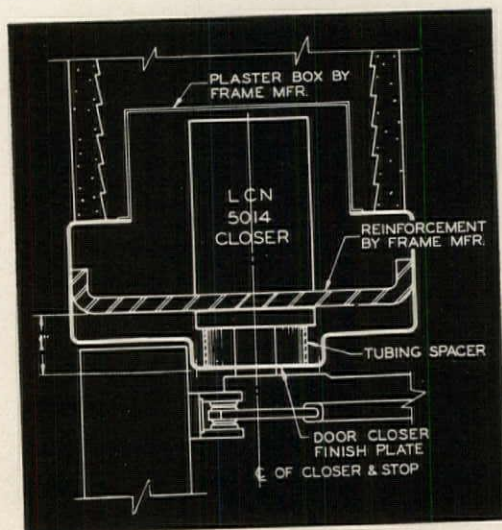 PLASTER BOX BY
FRAME MFR.
LCN
5014
CLOSER
REINFORCEMENT
BY FRAME MFR.
TUBING SPACER
DOOR CLOSER
FINISH PLATE
℄ OF CLOSER & STOP